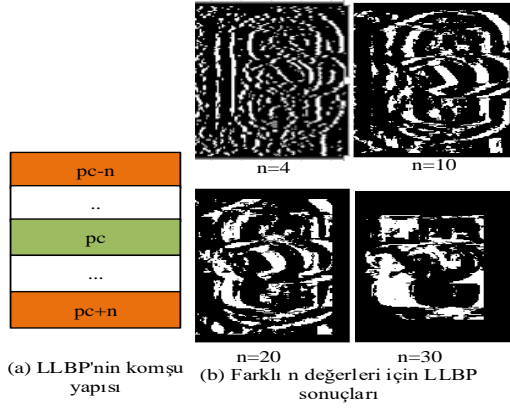 pc-n
..
pc
...
pc+n
(a) LLBP'nin komşu
yapısı
n=4
n=10
n=20
n=30
(b) Farklı n değerleri için LLBP
sonuçları